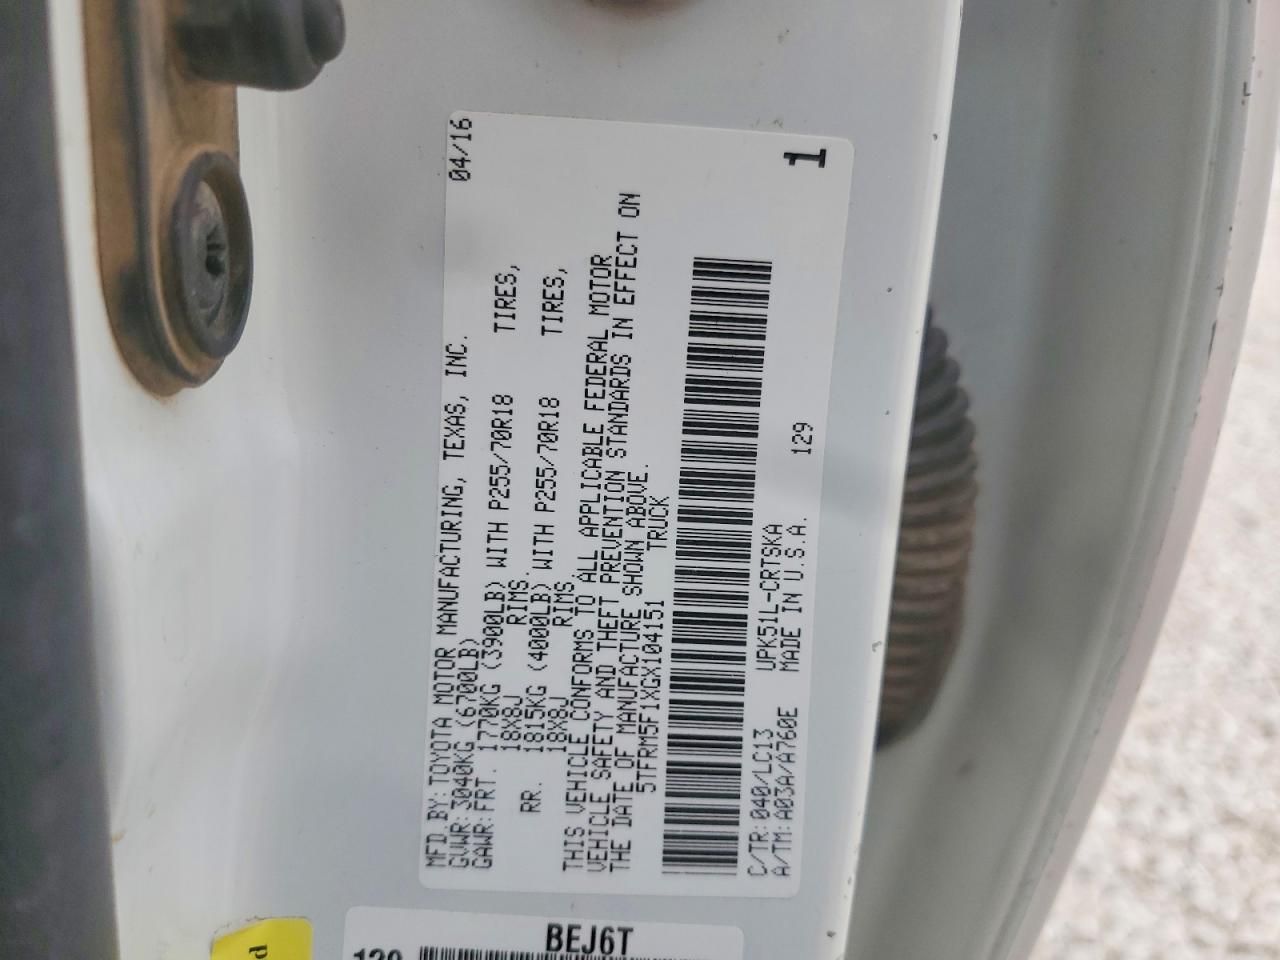 04/16
MFD. BY: TOYOTA MOTOR MANUFACTURING, TEXAS, INC.
GVWR: 3040KG (6700LB)
GAWR: FRT. 1770KG (3900LB) WITH P255/70R18 TIRES,
18X8J RIMS.
RR. 1815KG (4000LB) WITH P255/70R18 TIRES,
18X8J RIMS.
THIS VEHICLE CONFORMS TO ALL APPLICABLE FEDERAL MOTOR
VEHICLE SAFETY AND THEFT PREVENTION STANDARDS IN EFFECT ON
THE DATE OF MANUFACTURE SHOWN ABOVE.
5TFRM5F1XGX104151 TRUCK
C/TR: 040/LC13 UPK51L-CRTSKA
A/TM: A03A/A760E MADE IN U.S.A. 129
1
BEJ6T